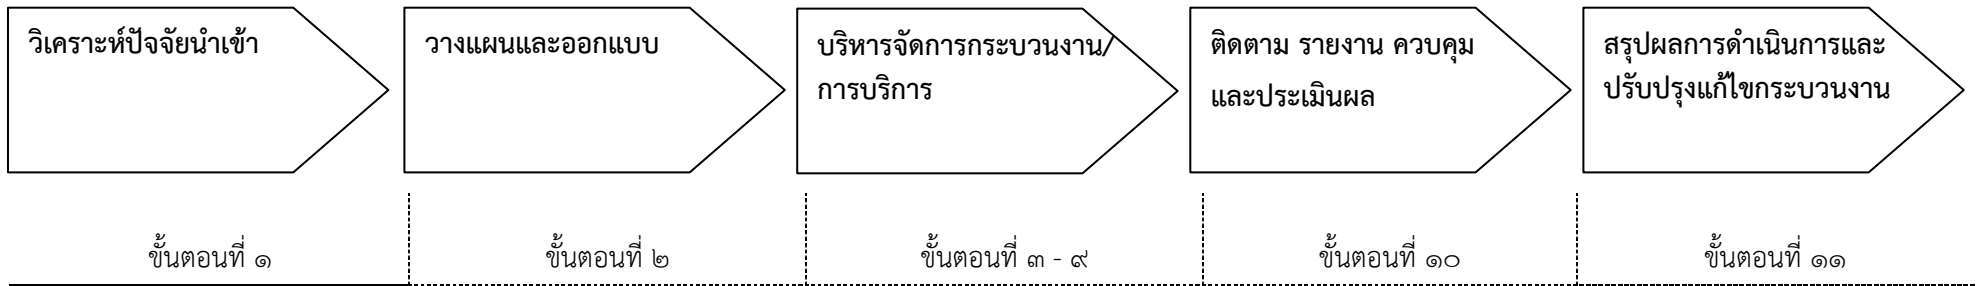 วิเคราะห์ปัจจัยนำเข้า
วางแผนและออกแบบ
บริหารจัดการกระบวนงาน/
การบริการ
ติดตาม รายงาน ควบคุม
และประเมินผล
สรุปผลการดำเนินการและ
ปรับปรุงแก้ไขกระบวนงาน
ขั้นตอนที่ ๑
ขั้นตอนที่ ๒
ขั้นตอนที่ ๓ - ๙
ขั้นตอนที่ ๑๐
ขั้นตอนที่ ๑๑